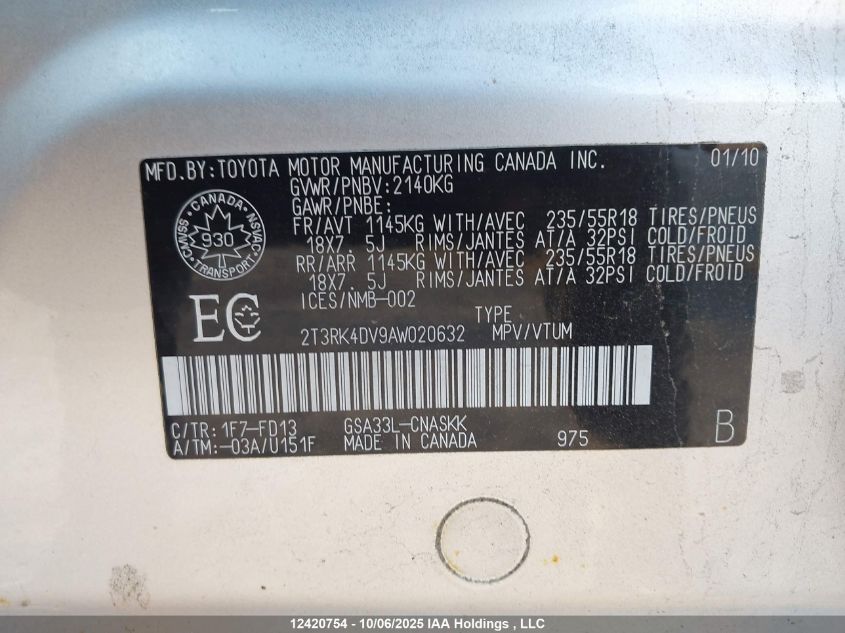 MFD.BY:TOYOTA MOTOR MANUFACTURING CANADA INC. 01/10
GVWR/PNBV:2140KG
GAWR/PNBE:
FR/AVT 1145KG WITH/AVEC 235/55R18 TIRES/PNEUS
18X7.5J RIMS/JANTES AT/A 32PSI COLD/FROID
RR/ARR 1145KG WITH/AVEC 235/55R18 TIRES/PNEUS
18X7.5J RIMS/JANTES AT/A 32PSI COLD/FROID
ICES/NMB-002
CANADA
CMVSS NSVAC
930
TRANSPORT
EC
TYPE
2T3RK4DV9AW020632 MPV/VTUM
C/TR:1F7-FD13 GSA33L-CNASKK
A/TM:-03A/U151F MADE IN CANADA 975 B
12420754 - 10/06/2025 IAA Holdings , LLC